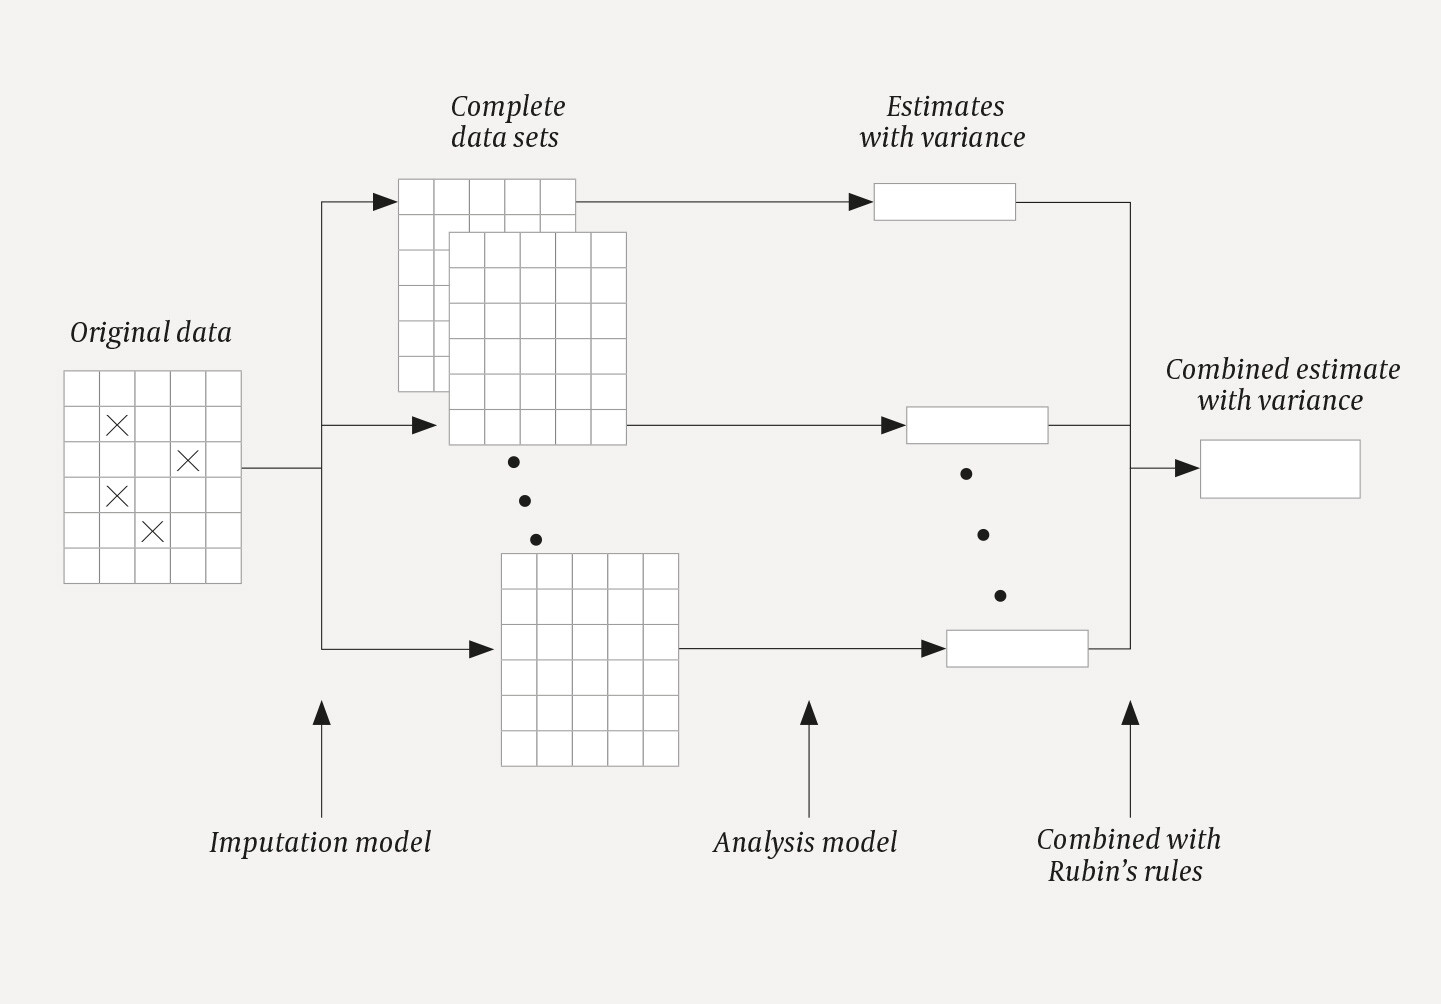 Complete
data sets
Estimates
with variance
Original data
Combined estimate
with variance
Imputation model
Analysis model
Combined with
Rubin’s rules